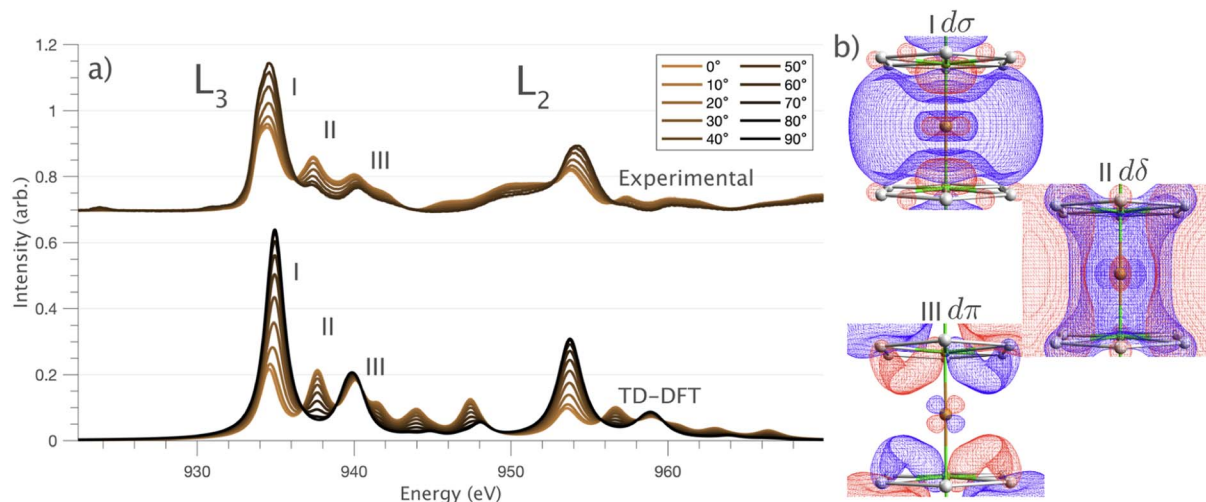 a)
L3
L2
I
II
III
0°
10°
20°
30°
40°
50°
60°
70°
80°
90°
Experimental
I
II
III
TD-DFT
1.2
1
0.8
0.6
0.4
0.2
0
Intensity (arb.)
930
940
950
960
Energy (eV)
b)
I dσ
II dδ
III dπ